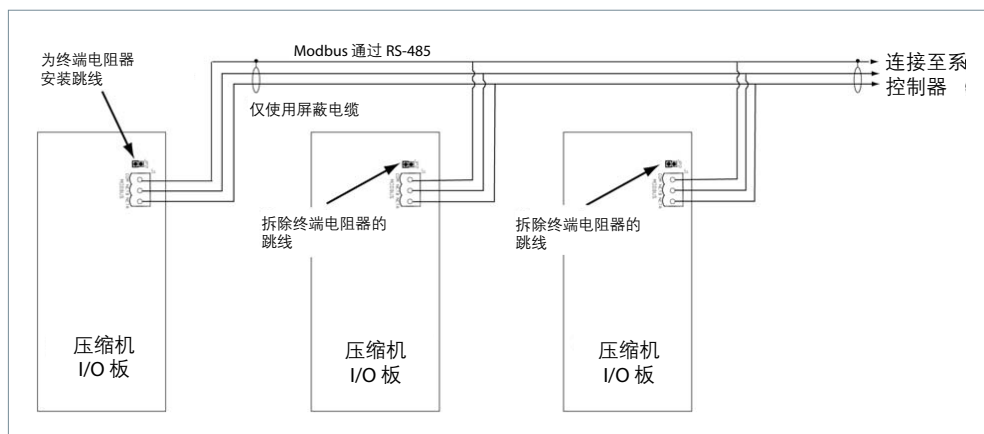 Modbus 通过 RS-485
为终端电阻器
安装跳线
连接至系
控制器
仅使用屏蔽电缆
拆除终端电阻器的
跳线
拆除终端电阻器的
跳线
压缩机
I/O 板
压缩机
I/O 板
压缩机
I/O 板